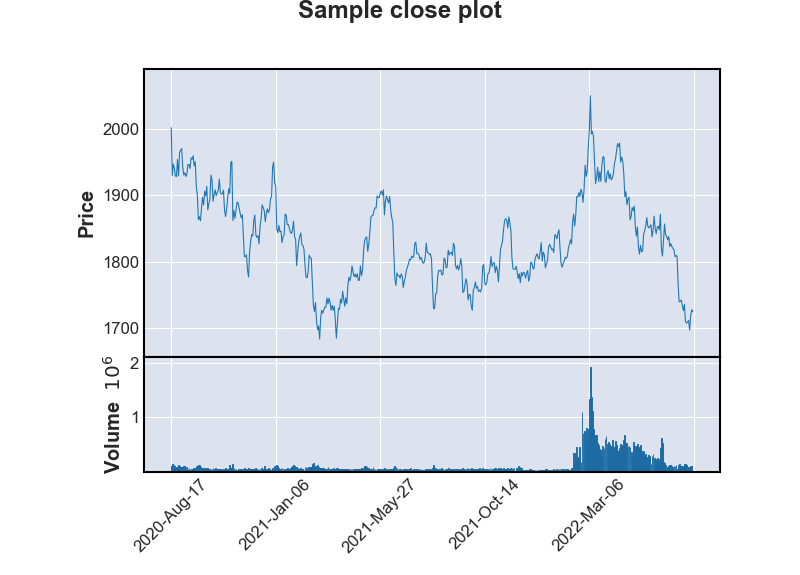 Sample close plot
Price
2000
1900
1800
1700
Volume 10^6
2
1
2020-Aug-17
2021-Jan-06
2021-May-27
2021-Oct-14
2022-Mar-06